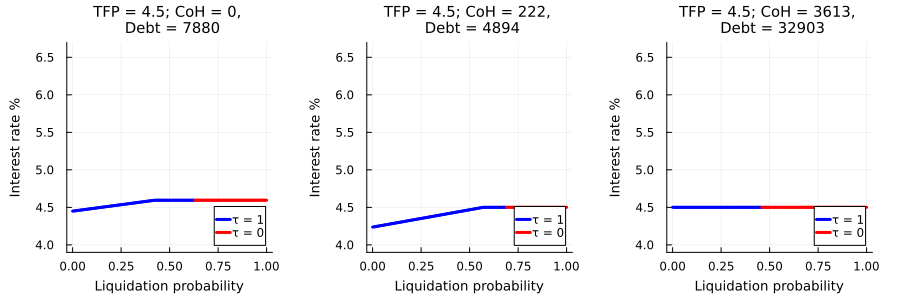 TFP = 4.5; CoH = 0,
Debt = 7880
Interest rate %
6.5
6.0
5.5
5.0
4.5
4.0
τ = 1
τ = 0
0.00 0.25 0.50 0.75 1.00
Liquidation probability
TFP = 4.5; CoH = 222,
Debt = 4894
Interest rate %
6.5
6.0
5.5
5.0
4.5
4.0
τ = 1
τ = 0
0.00 0.25 0.50 0.75 1.00
Liquidation probability
TFP = 4.5; CoH = 3613,
Debt = 32903
Interest rate %
6.5
6.0
5.5
5.0
4.5
4.0
τ = 1
τ = 0
0.00 0.25 0.50 0.75 1.00
Liquidation probability